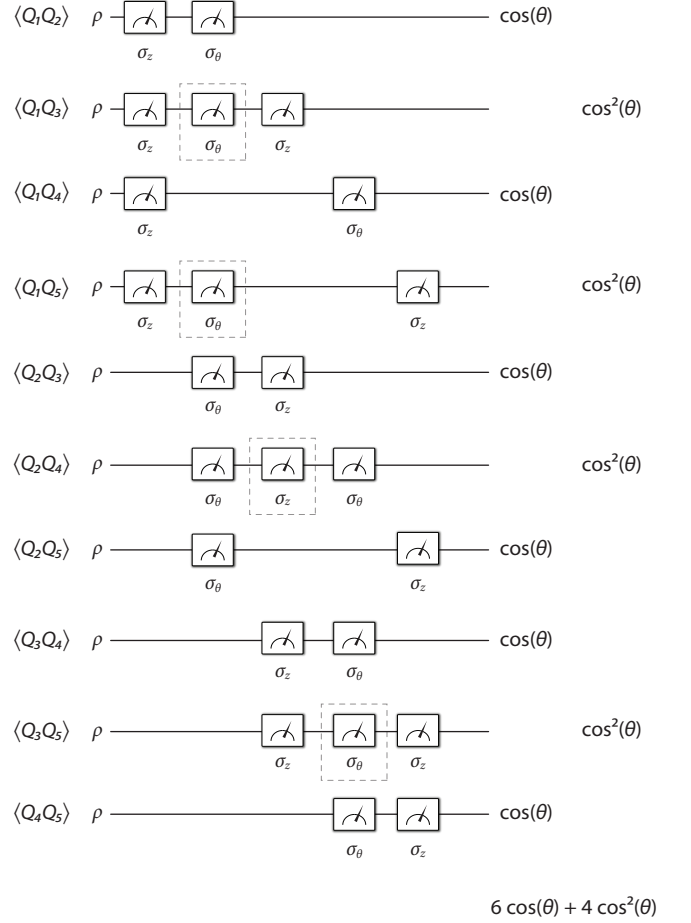 ⟨Q₁Q₂⟩ ρ cos(θ)
σz σθ
⟨Q₁Q₃⟩ ρ cos²(θ)
σz σθ σz
⟨Q₁Q₄⟩ ρ cos(θ)
σz σθ
⟨Q₁Q₅⟩ ρ cos²(θ)
σz σθ σz
⟨Q₂Q₃⟩ ρ cos(θ)
σθ σz
⟨Q₂Q₄⟩ ρ cos²(θ)
σθ σz σθ
⟨Q₂Q₅⟩ ρ cos(θ)
σθ σz
⟨Q₃Q₄⟩ ρ cos(θ)
σz σθ
⟨Q₃Q₅⟩ ρ cos²(θ)
σz σθ σz
⟨Q₄Q₅⟩ ρ cos(θ)
σθ σz
6 cos(θ) + 4 cos²(θ)